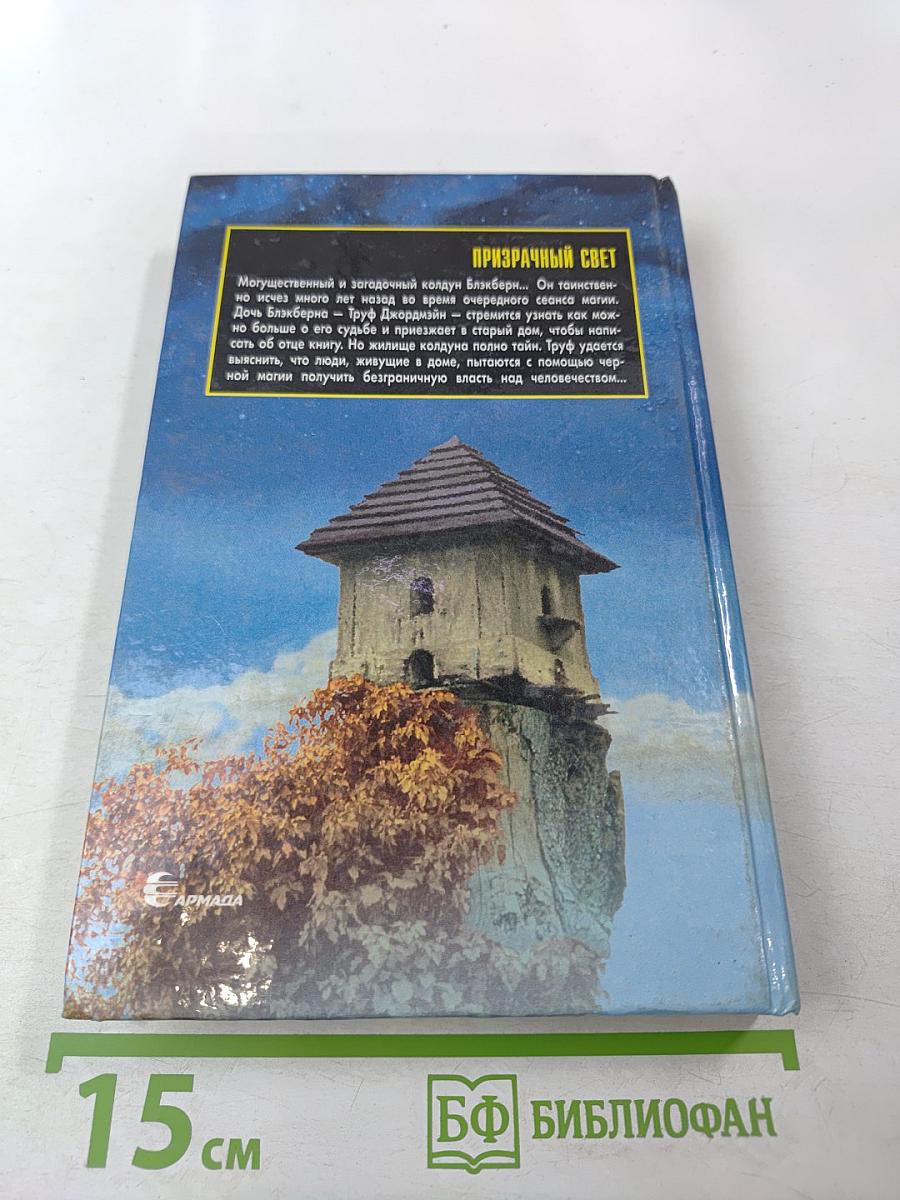 ПРИЗРАЧНЫЙ СВЕТ
Могущественный и загадочный колдун Блэкберн... Он таинствен-
но исчез много лет назад во время очередного сеанса магии.
Дочь Блэкберна — Труф Джордмэйн — стремится узнать как мож-
но больше о его судьбе и приезжает в старый дом, чтобы напи-
сать об отце книгу. Но жилище колдуна полно тайн. Труф удается
выяснить, что люди, живущие в доме, пытаются с помощью чер-
ной магии получить безграничную власть над человечеством...
АРМАДА
15 см
БФ БИБЛИОФАН